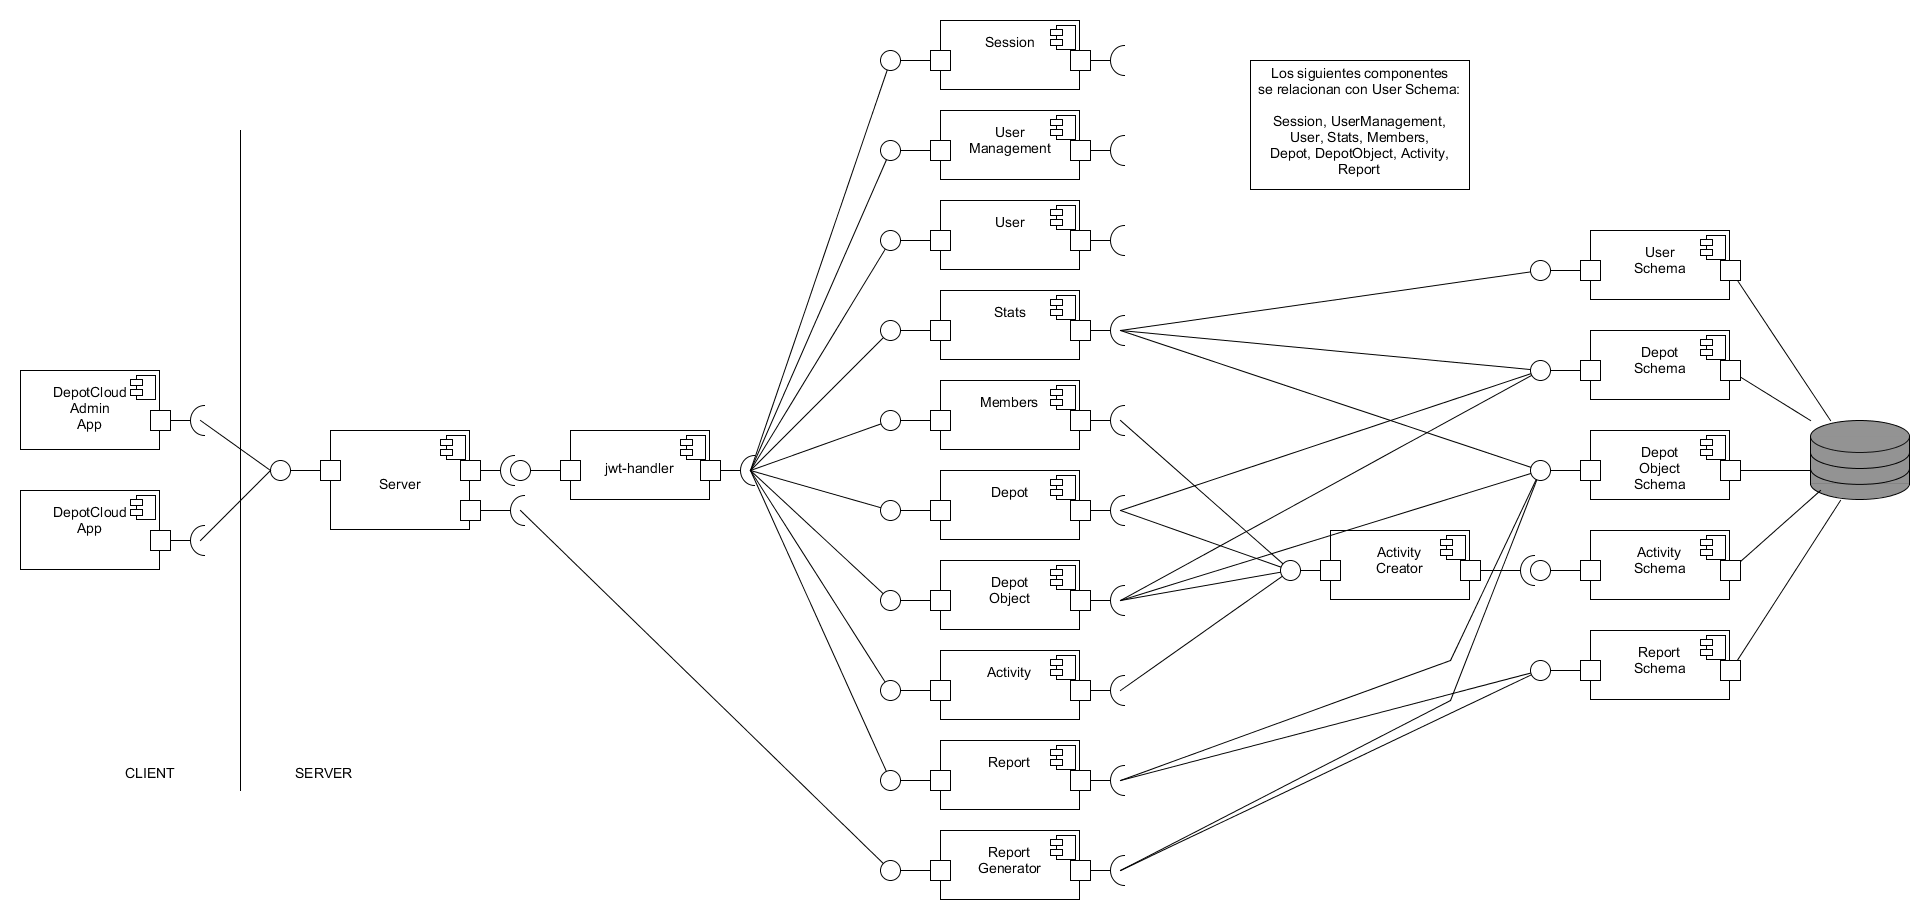 Session
User
Management
User
Stats
Members
Depot
Depot
Object
Activity
Report
Report
Generator
Los siguientes componentes
se relacionan con User Schema:
Session, UserManagement,
User, Stats, Members,
Depot, DepotObject, Activity,
Report
DepotCloud
Admin
App
DepotCloud
App
CLIENT
SERVER
Server
jwt-handler
Activity
Creator
User
Schema
Depot
Schema
Depot
Object
Schema
Activity
Schema
Report
Schema